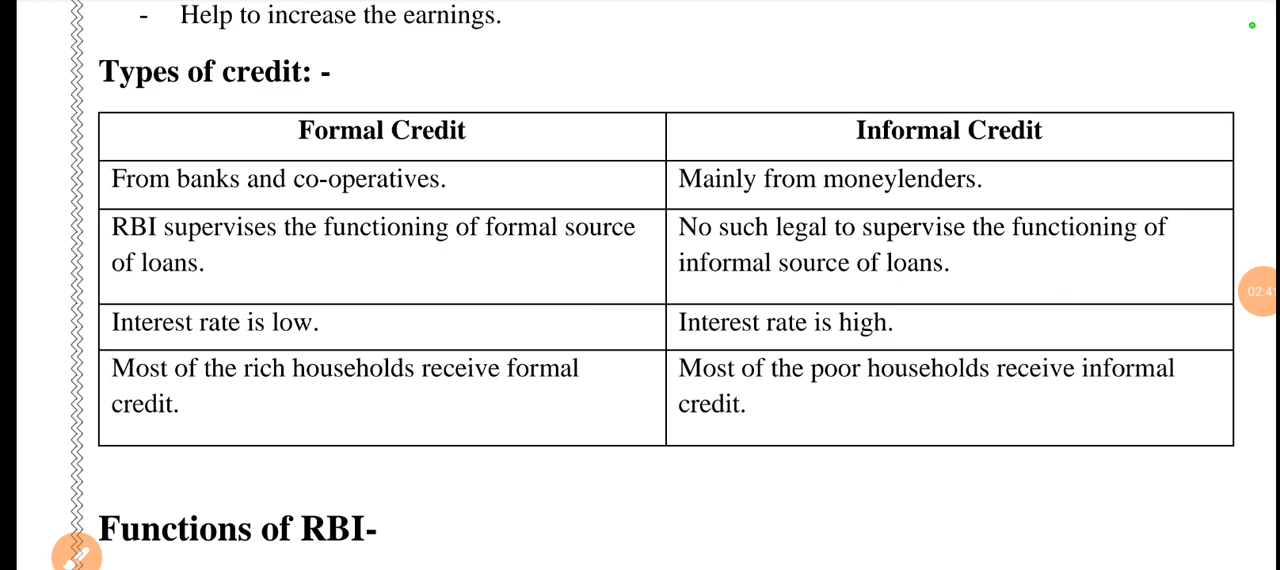 - Help to increase the earnings.
Types of credit: -
Formal Credit
Informal Credit
From banks and co-operatives.
Mainly from moneylenders.
RBI supervises the functioning of formal source
of loans.
No such legal to supervise the functioning of
informal source of loans.
Interest rate is low.
Interest rate is high.
Most of the rich households receive formal
credit.
Most of the poor households receive informal
credit.
Functions of RBI-